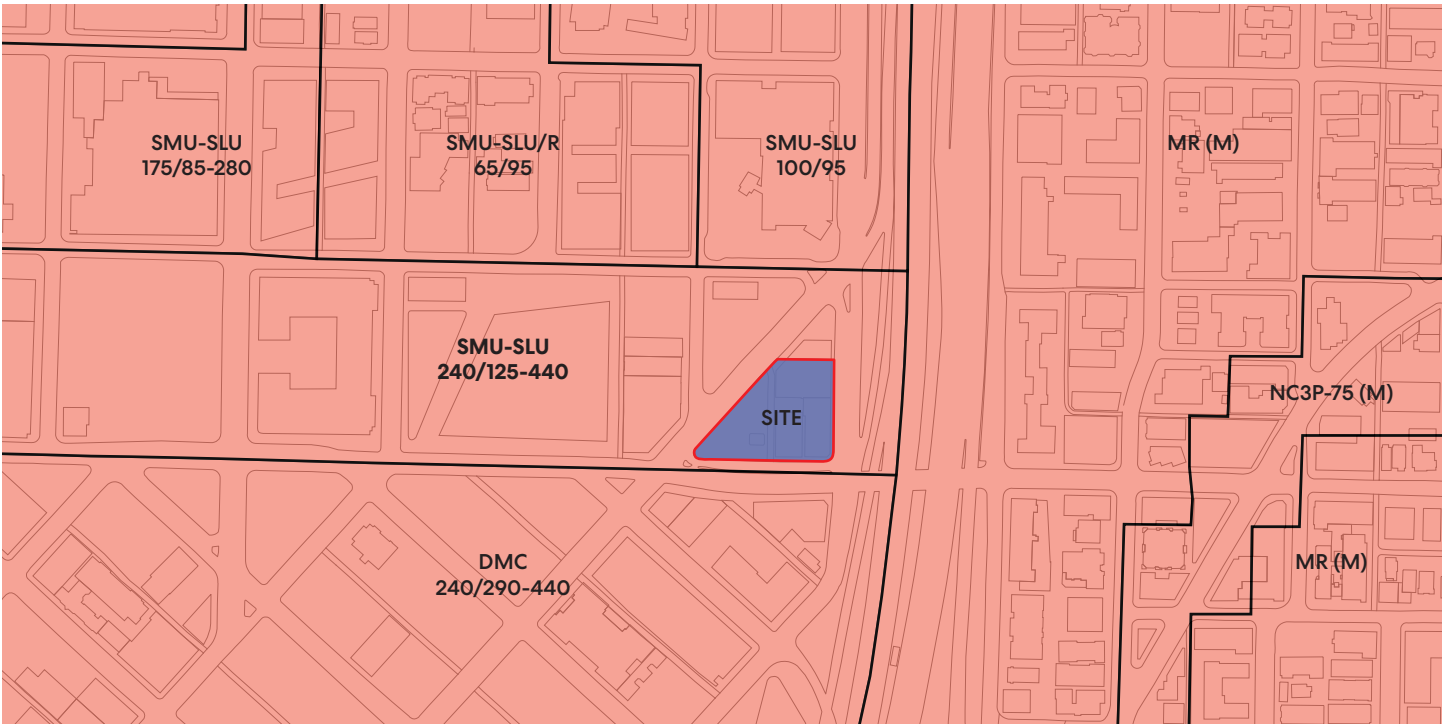 SMU-SLU
175/85-280
SMU-SLU/R
65/95
SMU-SLU
100/95
MR (M)
SMU-SLU
240/125-440
SITE
NC3P-75 (M)
DMC
240/290-440
MR (M)